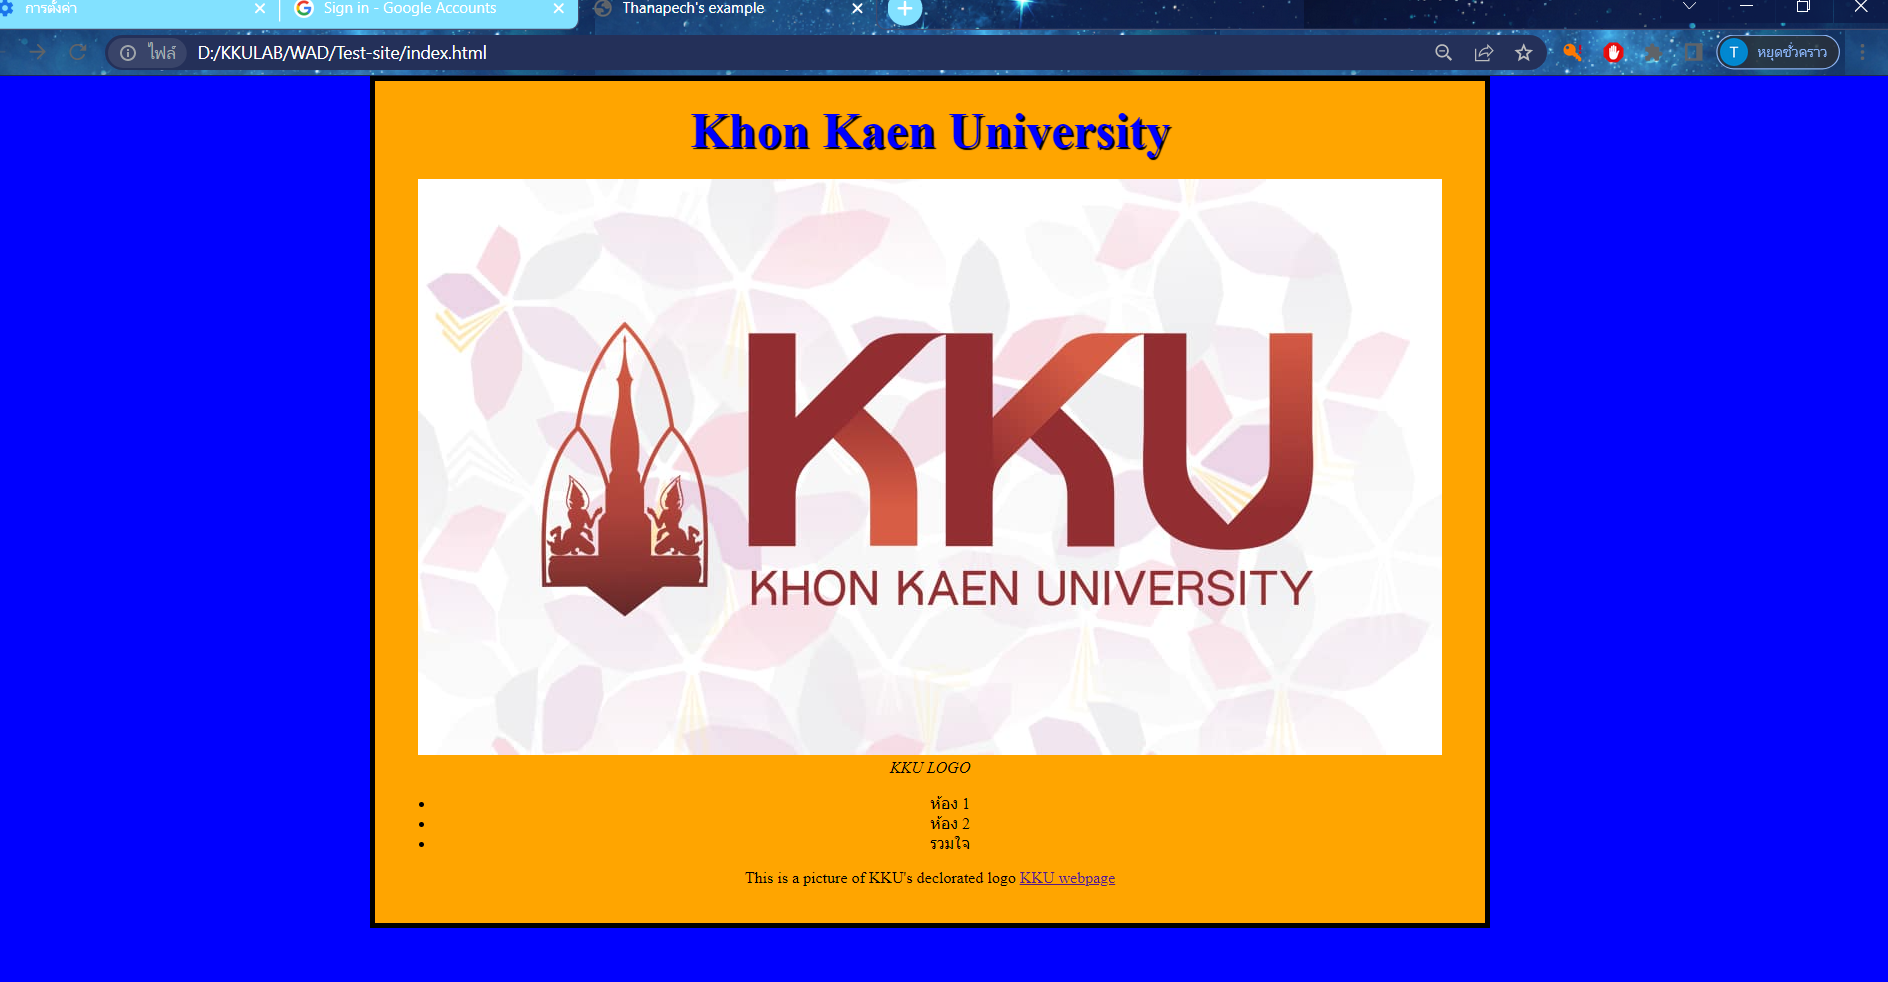 การตั้งค่า
Sign in - Google Accounts
Thanapech's example
ไฟล์ D:/KKULAB/WAD/Test-site/index.html
T หยุดชั่วคราว
Khon Kaen University
KKU
KHON KAEN UNIVERSITY
KKU LOGO
• ห้อง 1
• ห้อง 2
• รวมใจ
This is a picture of KKU's declorated logo KKU webpage